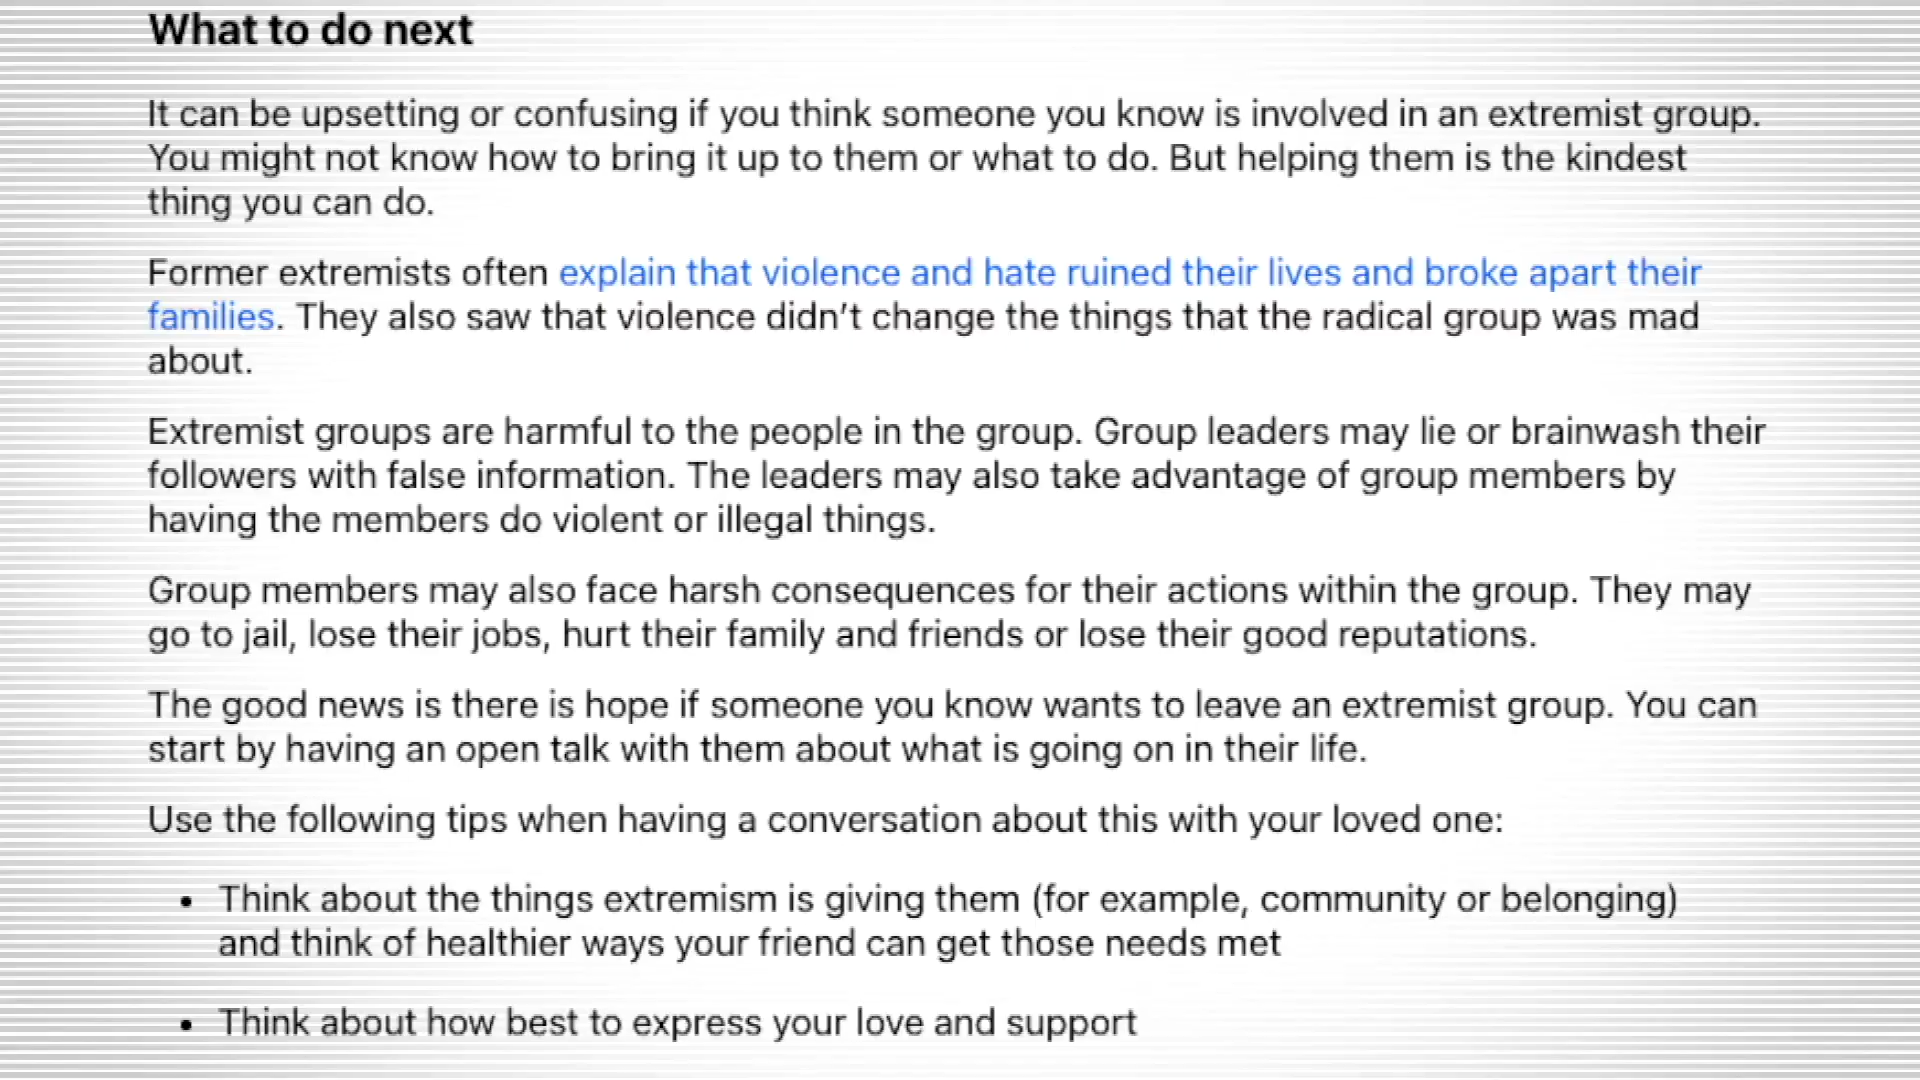 What to do next
It can be upsetting or confusing if you think someone you know is involved in an extremist group.
You might not know how to bring it up to them or what to do. But helping them is the kindest
thing you can do.
Former extremists often explain that violence and hate ruined their lives and broke apart their
families. They also saw that violence didn’t change the things that the radical group was mad
about.
Extremist groups are harmful to the people in the group. Group leaders may lie or brainwash their
followers with false information. The leaders may also take advantage of group members by
having the members do violent or illegal things.
Group members may also face harsh consequences for their actions within the group. They may
go to jail, lose their jobs, hurt their family and friends or lose their good reputations.
The good news is there is hope if someone you know wants to leave an extremist group. You can
start by having an open talk with them about what is going on in their life.
Use the following tips when having a conversation about this with your loved one:
• Think about the things extremism is giving them (for example, community or belonging)
and think of healthier ways your friend can get those needs met
• Think about how best to express your love and support